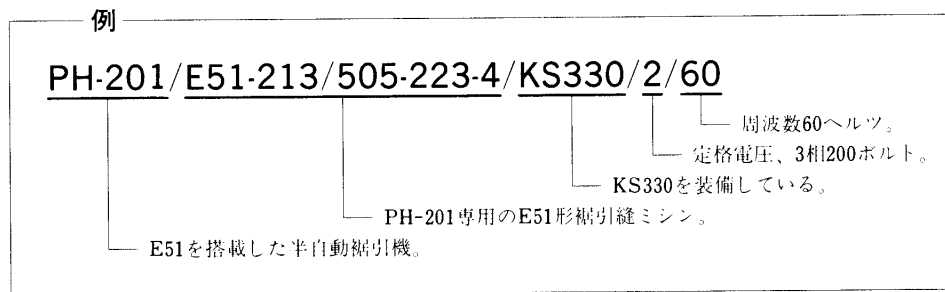 例
PH-201/E51-213/505-223-4/KS330/2/60
周波数60ヘルツ。
定格電圧、3相200ボルト。
KS330を装備している。
PH-201専用のE51形裾引縫ミシン。
E51を搭載した半自動裾引機。